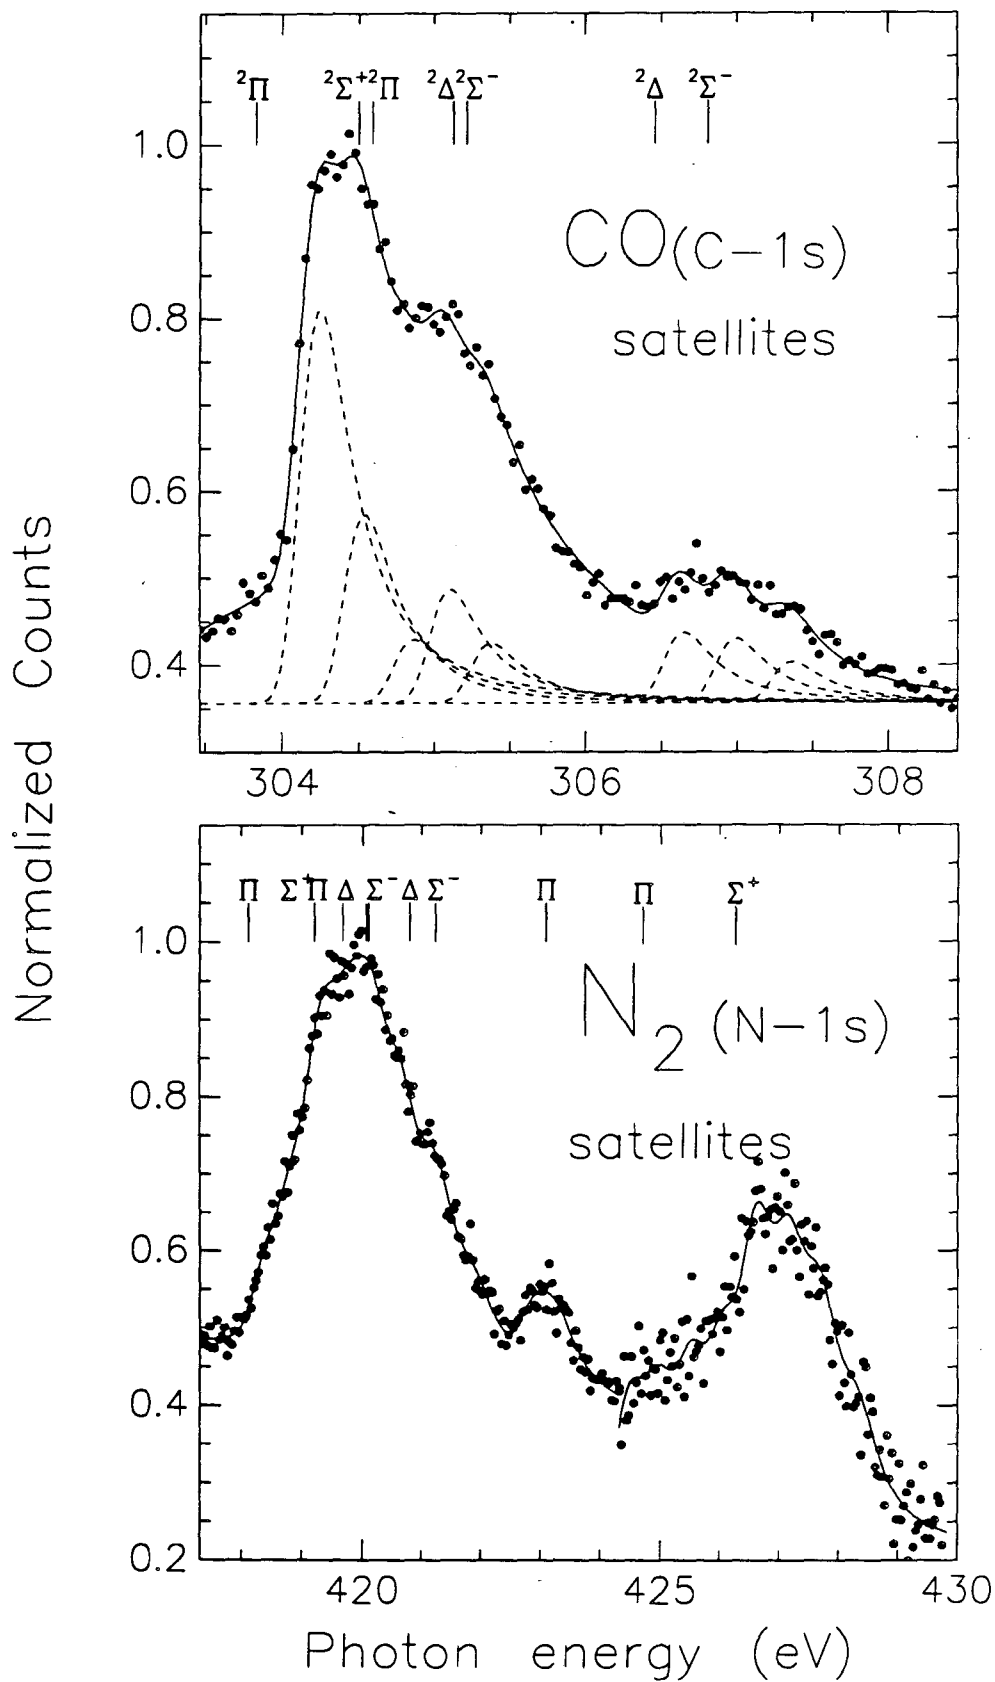 ²Π ²Σ⁺ ²Π ²Δ ²Σ⁻ ²Δ ²Σ⁻
1.0
CO (C-1s)
0.8
satellites
0.6
0.4
304 306 308
Normalized Counts
Π Σ⁺ Π Δ Σ⁻ Δ Σ⁻ Π Π Σ⁺
1.0
N₂ (N-1s)
0.8
satellites
0.6
0.4
0.2
420 425 430
Photon energy (eV)